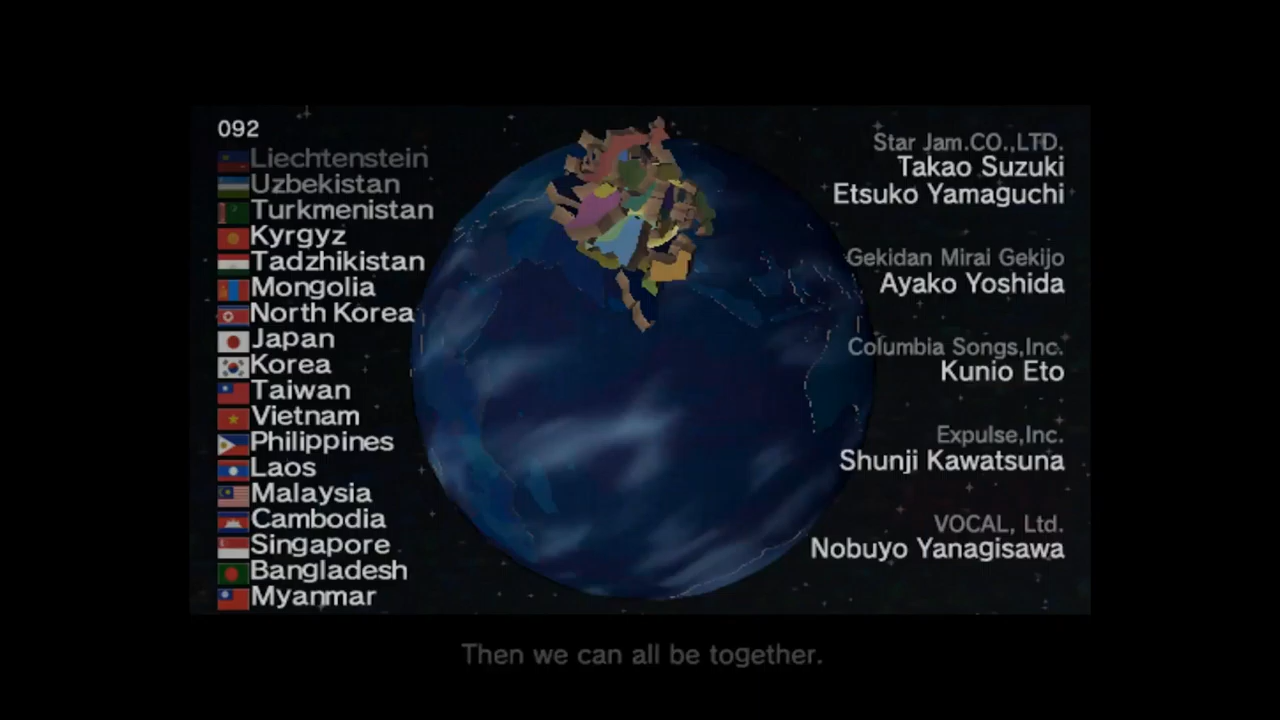 092
Liechtenstein
Uzbekistan
Turkmenistan
Kyrgyz
Tadzhikistan
Mongolia
North Korea
Japan
Korea
Taiwan
Vietnam
Philippines
Laos
Malaysia
Cambodia
Singapore
Bangladesh
Myanmar
Star Jam.CO.,LTD.
Takao Suzuki
Etsuko Yamaguchi
Gekidan Mirai Gekijo
Ayako Yoshida
Columbia Songs,Inc.
Kunio Eto
Expulse,Inc.
Shunji Kawatsuna
VOCAL, Ltd.
Nobuyo Yanagisawa
Then we can all be together.